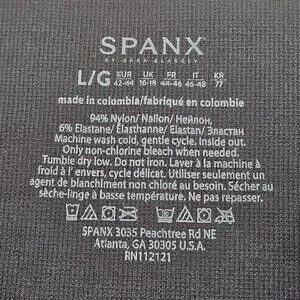 SPANX
BY SARA BLAKELY
L/G EUR UK FR IT KR
42-44 16-18 44-46 46-48 77
made in colombia/fabriqué en colombie
94% Nylon/ Nailon/ Нейлон,
6% Elastane/ Elasthanne/ Elastan/ Эластан
Machine wash cold, gentle cycle. Inside out.
Only non-chlorine bleach when needed.
Tumble dry low. Do not iron. Laver à la main à
froid à l' envers, cycle délicat. Utiliser seulement un
agent de blanchiment non chloré au besoin. Sécher au
sèche-linge à basse température. Ne pas repasser.
SPANX 3035 Peachtree Rd NE
Atlanta, GA 30305 U.S.A.
RN112121